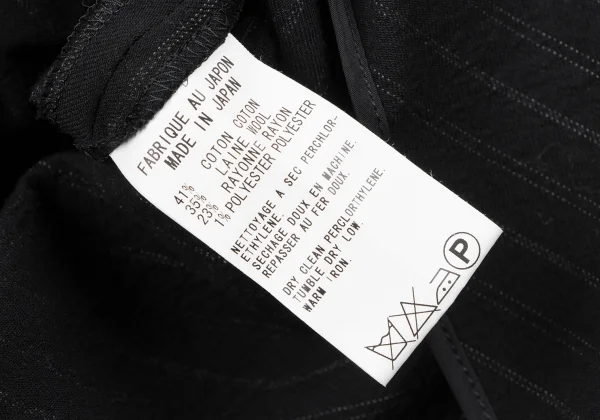 FABRIQUE AU JAPON
MADE IN JAPAN
41% COTON COTON
35% LAINE WOOL
23% RAYONNE RAYON
1% POLYESTER POLYESTER
NETTOYAGE A SEC PERCHLOR-
ETHYLENE.
SECHAGE DOUX EN MACHINE.
REPASSER AU FER DOUX.
DRY CLEAN PERCLORTHYLENE.
TUMBLE DRY LOW.
WARM IRON.
P